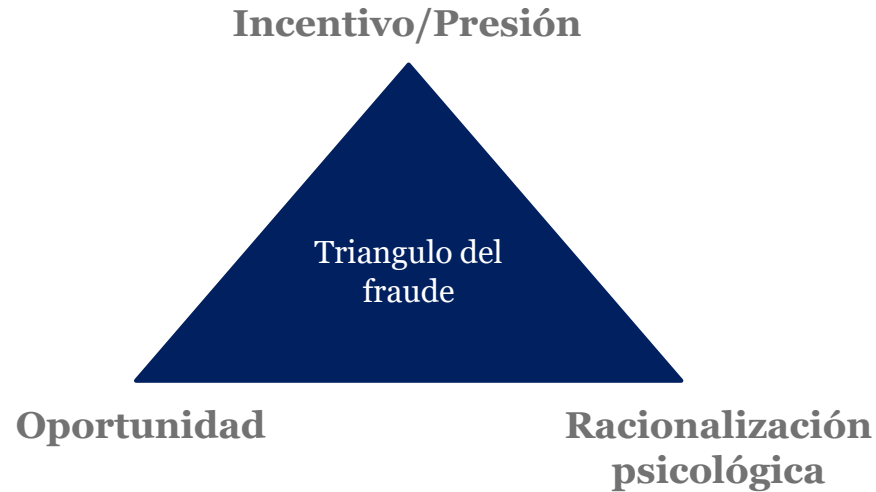 Incentivo/Presión
Triangulo del
fraude
Oportunidad
Racionalización
psicológica